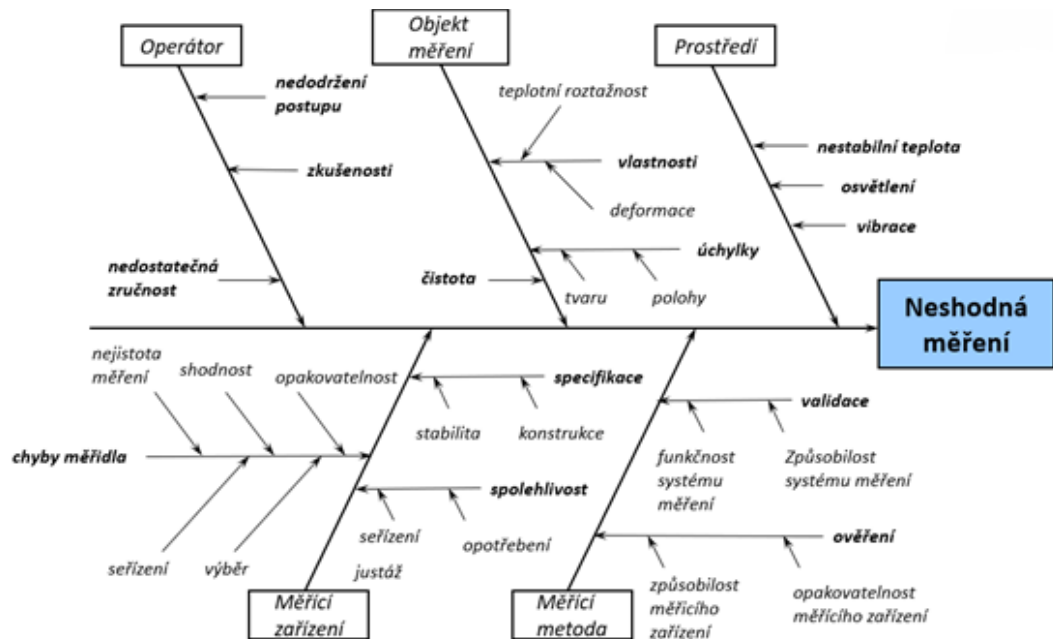 Operátor
Objekt
měření
Prostředí
nedodržení
postupu
teplotní roztažnost
nestabilní teplota
zkušenosti
vlastnosti
osvětlení
deformace
vibrace
úchylky
nedostatečná
zručnost
čistota
tvaru
polohy
Neshodná
měření
nejistota
měření
shodnost
opakovatelnost
specifikace
stabilita
konstrukce
validace
chyby měřidla
funkčnost
systému
měření
Způsobilost
systému měření
spolehlivost
seřízení
výběr
seřízení
justáž
opotřebení
ověření
způsobilost
měřicího
zařízení
opakovatelnost
měřícího zařízení
Měřicí
zařízení
Měřicí
metoda